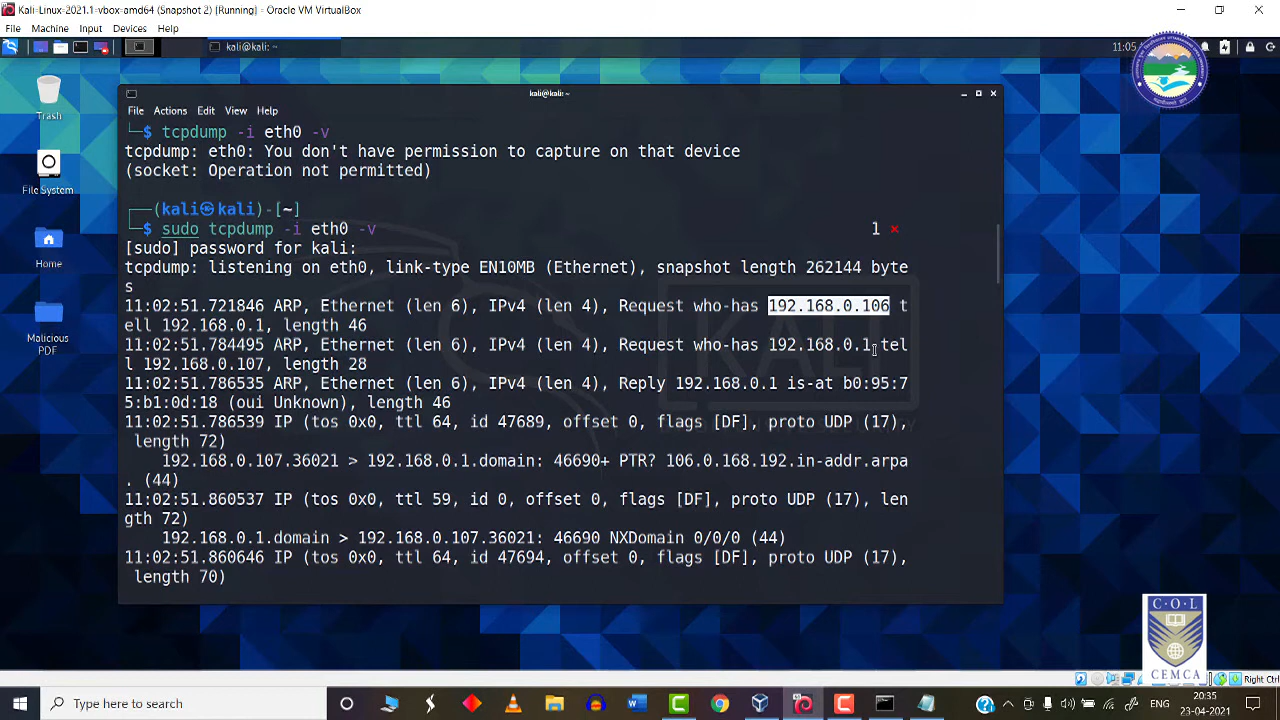 Kali-Linux-2021.1-vbox-amd64 (Snapshot 2) [Running] - Oracle VM VirtualBox
File Machine Input Devices Help
kali@kali: ~
11:05
kali@kali: ~
File Actions Edit View Help
└─$ tcpdump -i eth0 -v
tcpdump: eth0: You don't have permission to capture on that device
(socket: Operation not permitted)
┌──(kali㉿kali)-[~]
└─$ sudo tcpdump -i eth0 -v 1 ⨯
[sudo] password for kali:
tcpdump: listening on eth0, link-type EN10MB (Ethernet), snapshot length 262144 byte
s
11:02:51.721846 ARP, Ethernet (len 6), IPv4 (len 4), Request who-has 192.168.0.106 t
ell 192.168.0.1, length 46
11:02:51.784495 ARP, Ethernet (len 6), IPv4 (len 4), Request who-has 192.168.0.1 tel
l 192.168.0.107, length 28
11:02:51.786535 ARP, Ethernet (len 6), IPv4 (len 4), Reply 192.168.0.1 is-at b0:95:7
5:b1:0d:18 (oui Unknown), length 46
11:02:51.786539 IP (tos 0x0, ttl 64, id 47689, offset 0, flags [DF], proto UDP (17),
length 72)
192.168.0.107.36021 > 192.168.0.1.domain: 46690+ PTR? 106.0.168.192.in-addr.arpa
. (44)
11:02:51.860537 IP (tos 0x0, ttl 59, id 0, offset 0, flags [DF], proto UDP (17), len
gth 72)
192.168.0.1.domain > 192.168.0.107.36021: 46690 NXDomain 0/0/0 (44)
11:02:51.860646 IP (tos 0x0, ttl 64, id 47694, offset 0, flags [DF], proto UDP (17),
length 70)
Trash
File System
Home
Malicious
PDF
KALI
C·O·L
CEMCA
Right Ctrl
Type here to search
ENG
20:35
23-04-2021